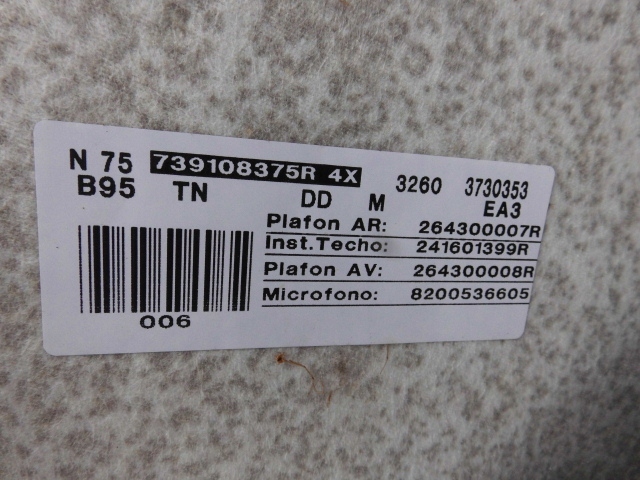 N 75 739108375R 4X 3260 3730353
B95 TN DD M EA3
Plafon AR: 264300007R
Inst.Techo: 241601399R
Plafon AV: 264300008R
Microfono: 8200536605
006